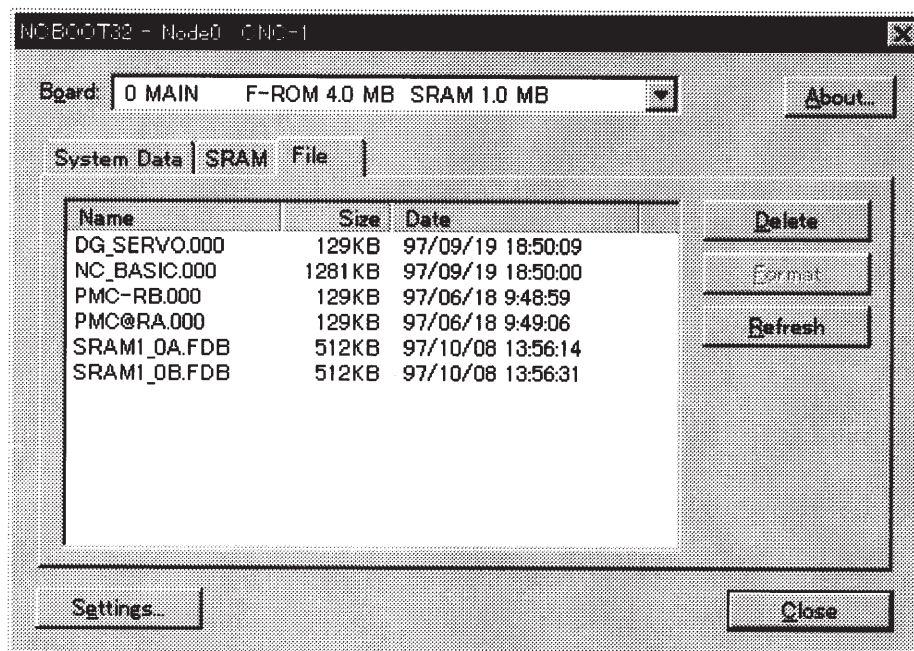 NCBOOT32 - Node0 CNC-1
Board: 0 MAIN F-ROM 4.0 MB SRAM 1.0 MB About...
System Data SRAM File
Name Size Date
DG_SERVO.000 129KB 97/09/19 18:50:09
NC_BASIC.000 1281KB 97/09/19 18:50:00
PMC-RB.000 129KB 97/06/18 9:48:59
PMC@RA.000 129KB 97/06/18 9:49:06
SRAM1_0A.FDB 512KB 97/10/08 13:56:14
SRAM1_0B.FDB 512KB 97/10/08 13:56:31
Delete
Format
Refresh
Settings... Close